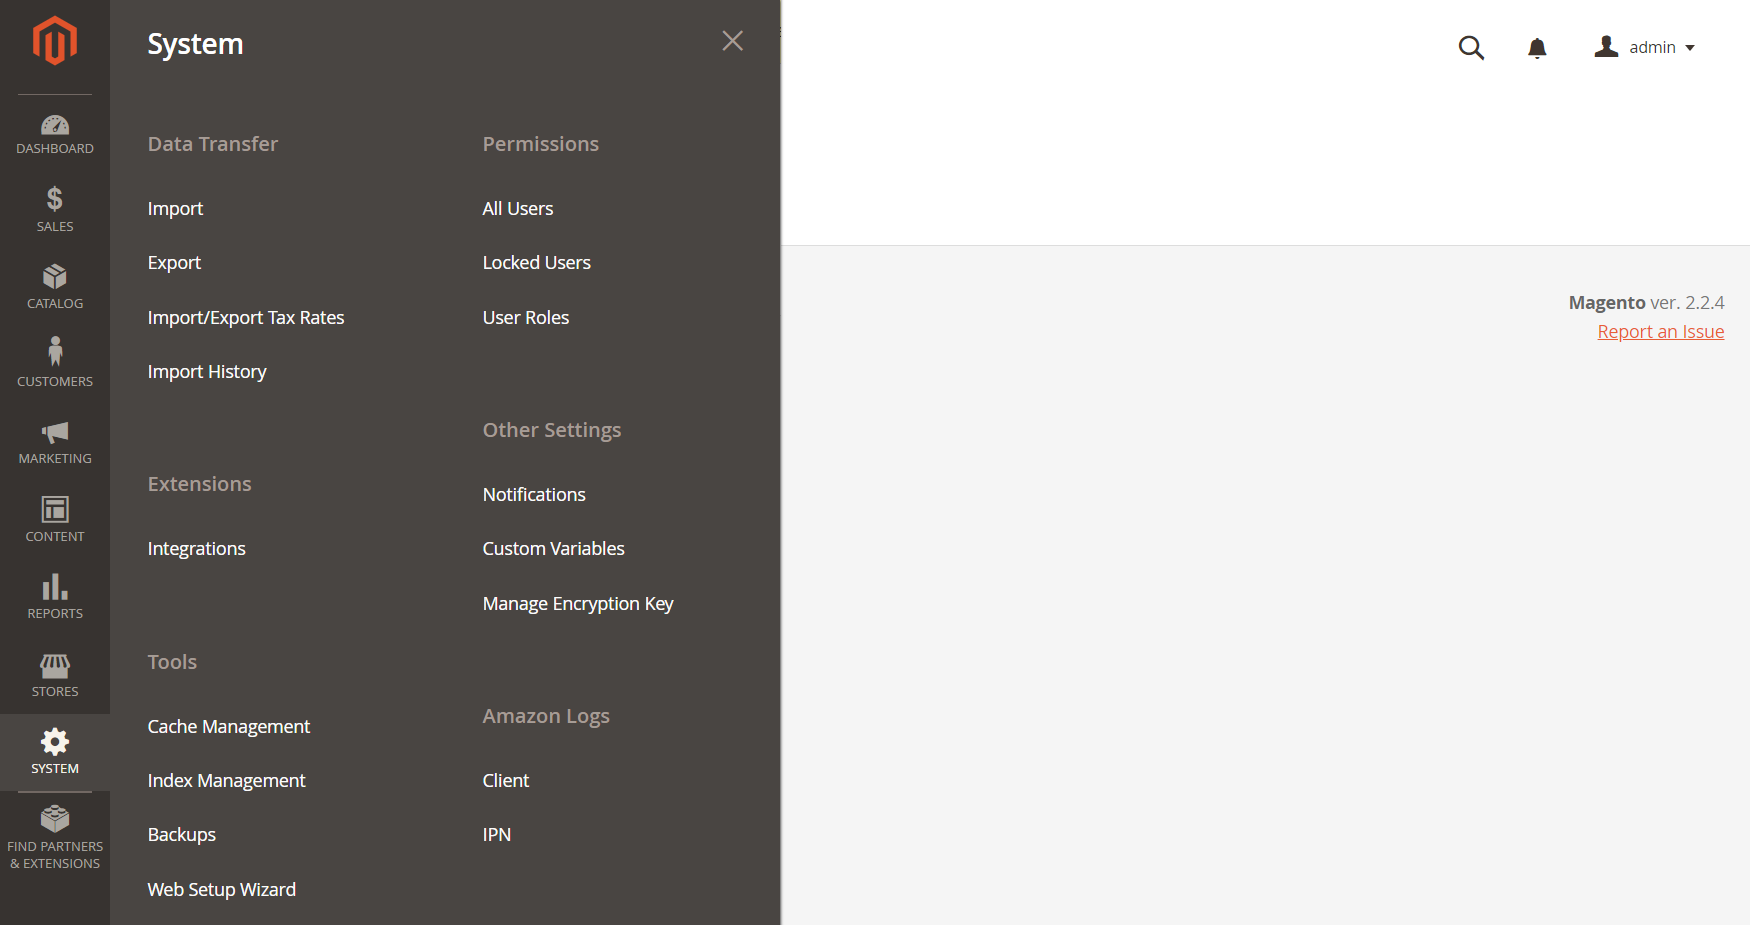 DASHBOARD
SALES
CATALOG
CUSTOMERS
MARKETING
CONTENT
REPORTS
STORES
SYSTEM
FIND PARTNERS
& EXTENSIONS
System
Data Transfer
Import
Export
Import/Export Tax Rates
Import History
Extensions
Integrations
Tools
Cache Management
Index Management
Backups
Web Setup Wizard
Permissions
All Users
Locked Users
User Roles
Other Settings
Notifications
Custom Variables
Manage Encryption Key
Amazon Logs
Client
IPN
admin
Magento ver. 2.2.4
Report an Issue